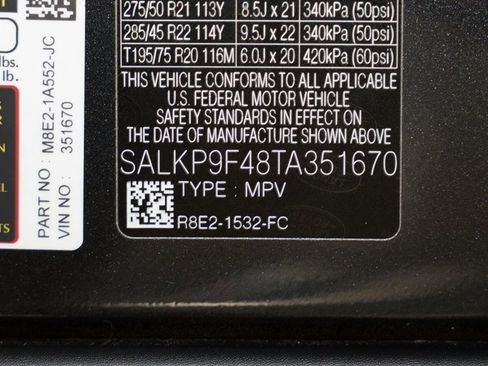 275/50 R21 113Y 8.5J x 21 340kPa (50psi)
285/45 R22 114Y 9.5J x 22 340kPa (50psi)
T195/75 R20 116M 6.0J x 20 420kPa (60psi)
THIS VEHICLE CONFORMS TO ALL APPLICABLE
U.S. FEDERAL MOTOR VEHICLE
SAFETY STANDARDS IN EFFECT ON
THE DATE OF MANUFACTURE SHOWN ABOVE
SALKP9F48TA351670
TYPE : MPV
R8E2-1532-FC
lbs.
lb.
PART NO : M8E2-1A552-JC
VIN NO : 351670